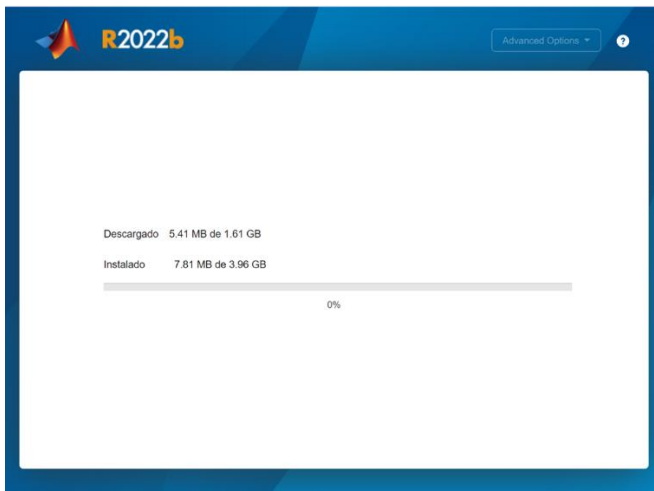 R2022b
Advanced Options
?
Descargado 5.41 MB de 1.61 GB
Instalado 7.81 MB de 3.96 GB
0%